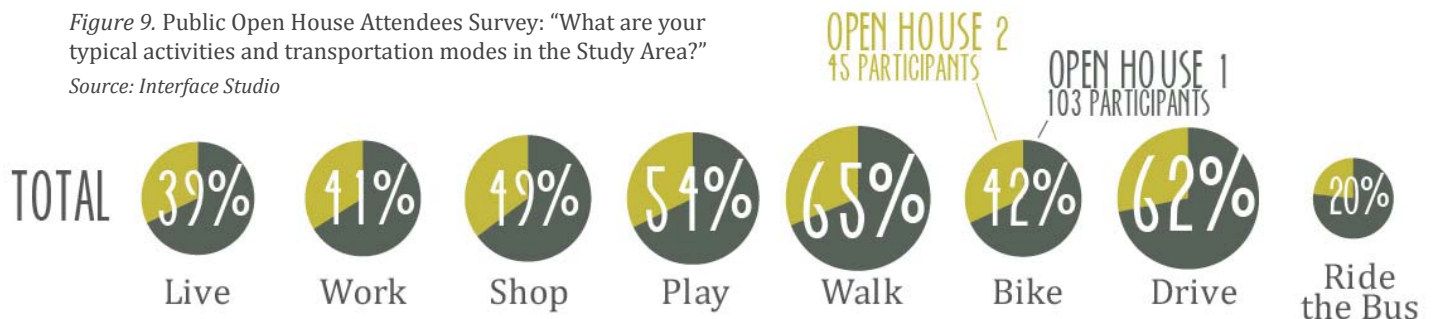 Figure 9. Public Open House Attendees Survey: “What are your
typical activities and transportation modes in the Study Area?”
Source: Interface Studio
OPEN HOUSE 2
45 PARTICIPANTS
OPEN HOUSE 1
103 PARTICIPANTS
TOTAL
39%
41%
49%
54%
65%
42%
62%
20%
Live
Work
Shop
Play
Walk
Bike
Drive
Ride
the Bus